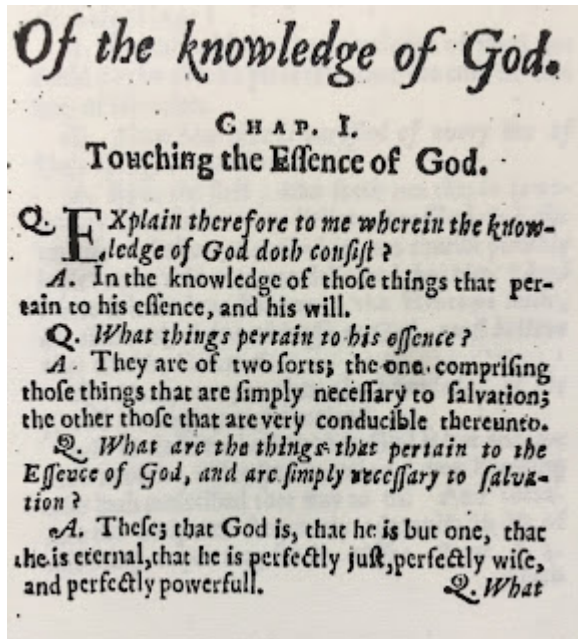 Of the knowledge of God.
CHAP. I.
Touching the Eſſence of God.
Q. EXplain therefore to me wherein the know-
ledge of God doth conſiſt?
A. In the knowledge of thoſe things that per-
tain to his eſſence, and his will.
Q. What things pertain to his eſſence?
A They are of two ſorts; the one compriſing
thoſe things that are ſimply neceſſary to ſalvation;
the other thoſe that are very conducible thereunto.
Q. What are the things that pertain to the
Eſſence of God, and are ſimply neceſſary to ſalva-
tion?
A. Theſe; that God is, that he is but one, that
he is eternal, that he is perfectly juſt, perfectly wiſe,
and perfectly powerfull. Q. What